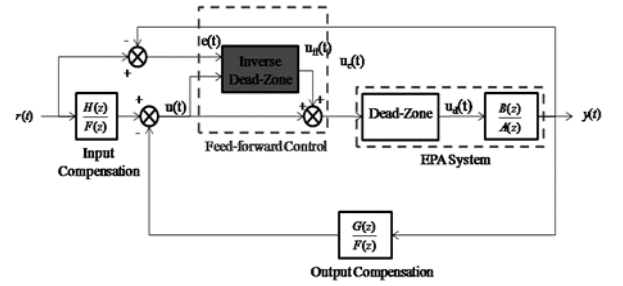 e(t)
Inverse
Dead-Zone
u_ff(t)
u_c(t)
r(t)
H(z)
F(z)
u(t)
Dead-Zone
u_d(t)
B(z)
A(z)
y(t)
Input
Compensation
Feed-forward Control
EPA System
G(z)
F(z)
Output Compensation